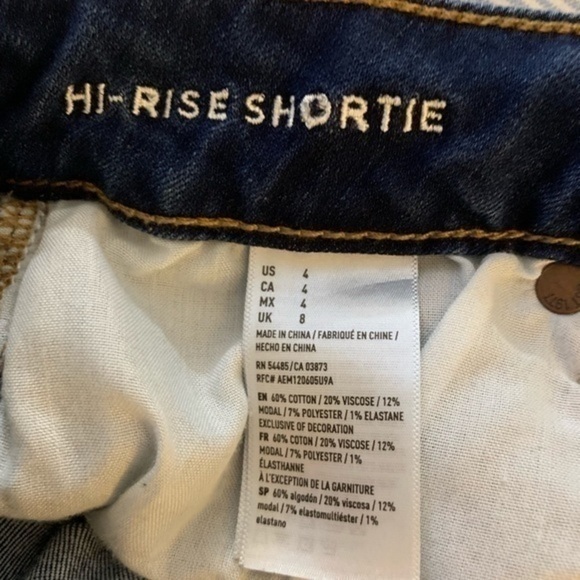 HI-RISE SHORTIE
US 4
CA 4
MX 4
UK 8
MADE IN CHINA / FABRIQUÉ EN CHINE /
HECHO EN CHINA
RN 54485/CA 03873
RFC# AEM120605U9A
EN 60% COTTON / 20% VISCOSE / 12%
MODAL / 7% POLYESTER / 1% ELASTANE
EXCLUSIVE OF DECORATION
FR 60% COTON / 20% VISCOSE / 12%
MODAL / 7% POLYESTER / 1%
ÉLASTHANNE
À L'EXCEPTION DE LA GARNITURE
SP 60% algodón / 20% viscosa / 12%
modal / 7% elastomultiéster / 1%
elastano